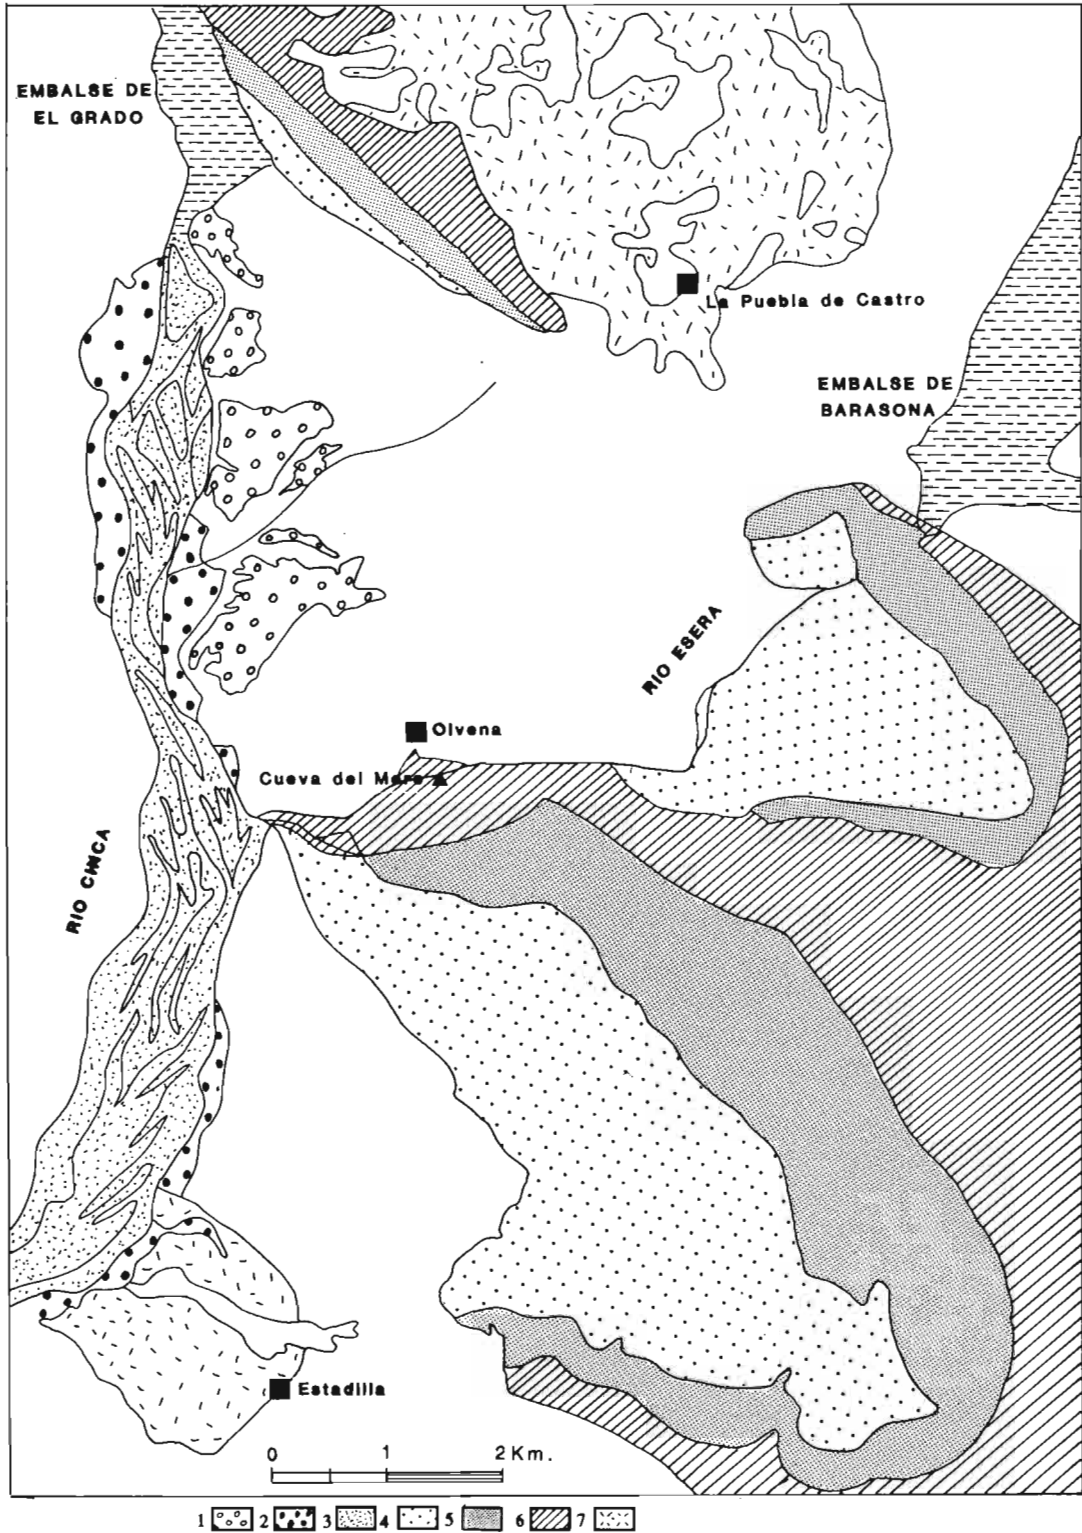 EMBALSE DE
EL GRADO
La Puebla de Castro
EMBALSE DE
BARASONA
RIO ESERA
Olvena
Cueva del Moro
RIO CINCA
Estadilla
0 1 2 Km.
1 2 3 4 5 6 7